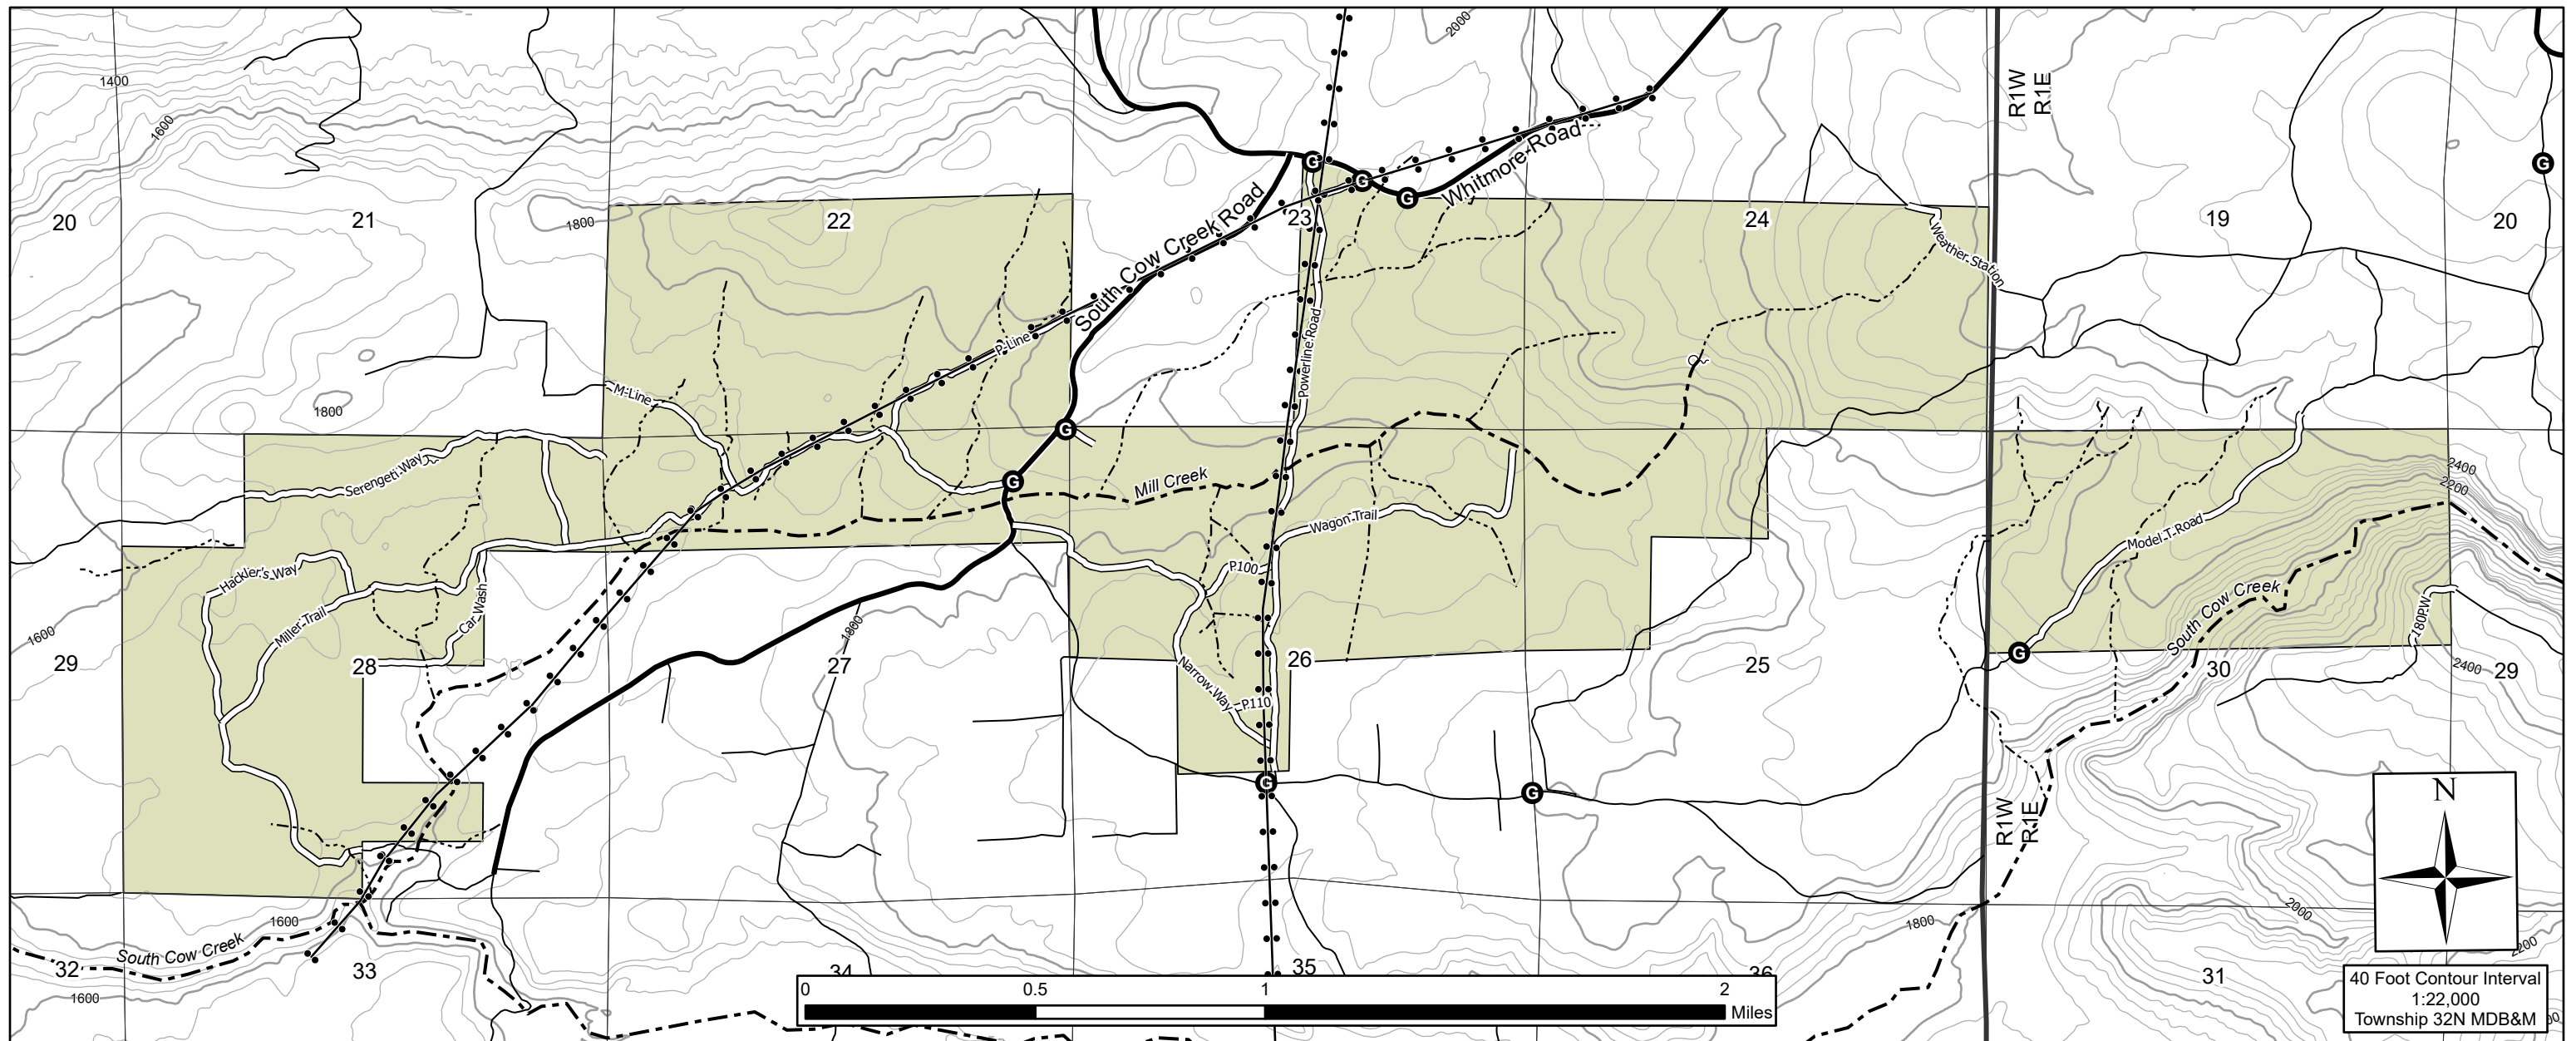 2000
R1W
R1E
1400
1600
G
G
G
G
Whitmore Road
20
21
1800
22
South Cow Creek Road
23
24
Weather Station
19
20
P-Line
Powerline Road
M-Line
1800
G
Serengeti Way
G
Mill Creek
Wagon Trail
2400
2200
Model-T-Road
Hackler's Way
P100
Miller Trail
Car Wash
South Cow Creek
180PW
1600
1800
29
28
27
26
25
G
30
2400
29
Narrow Way
P110
G
G
N
R1W
R1E
1600
South Cow Creek
1800
2000
2200
32
33
34
35
36
31
1600
0
0.5
1
2
Miles
40 Foot Contour Interval
1:22,000
Township 32N MDB&M